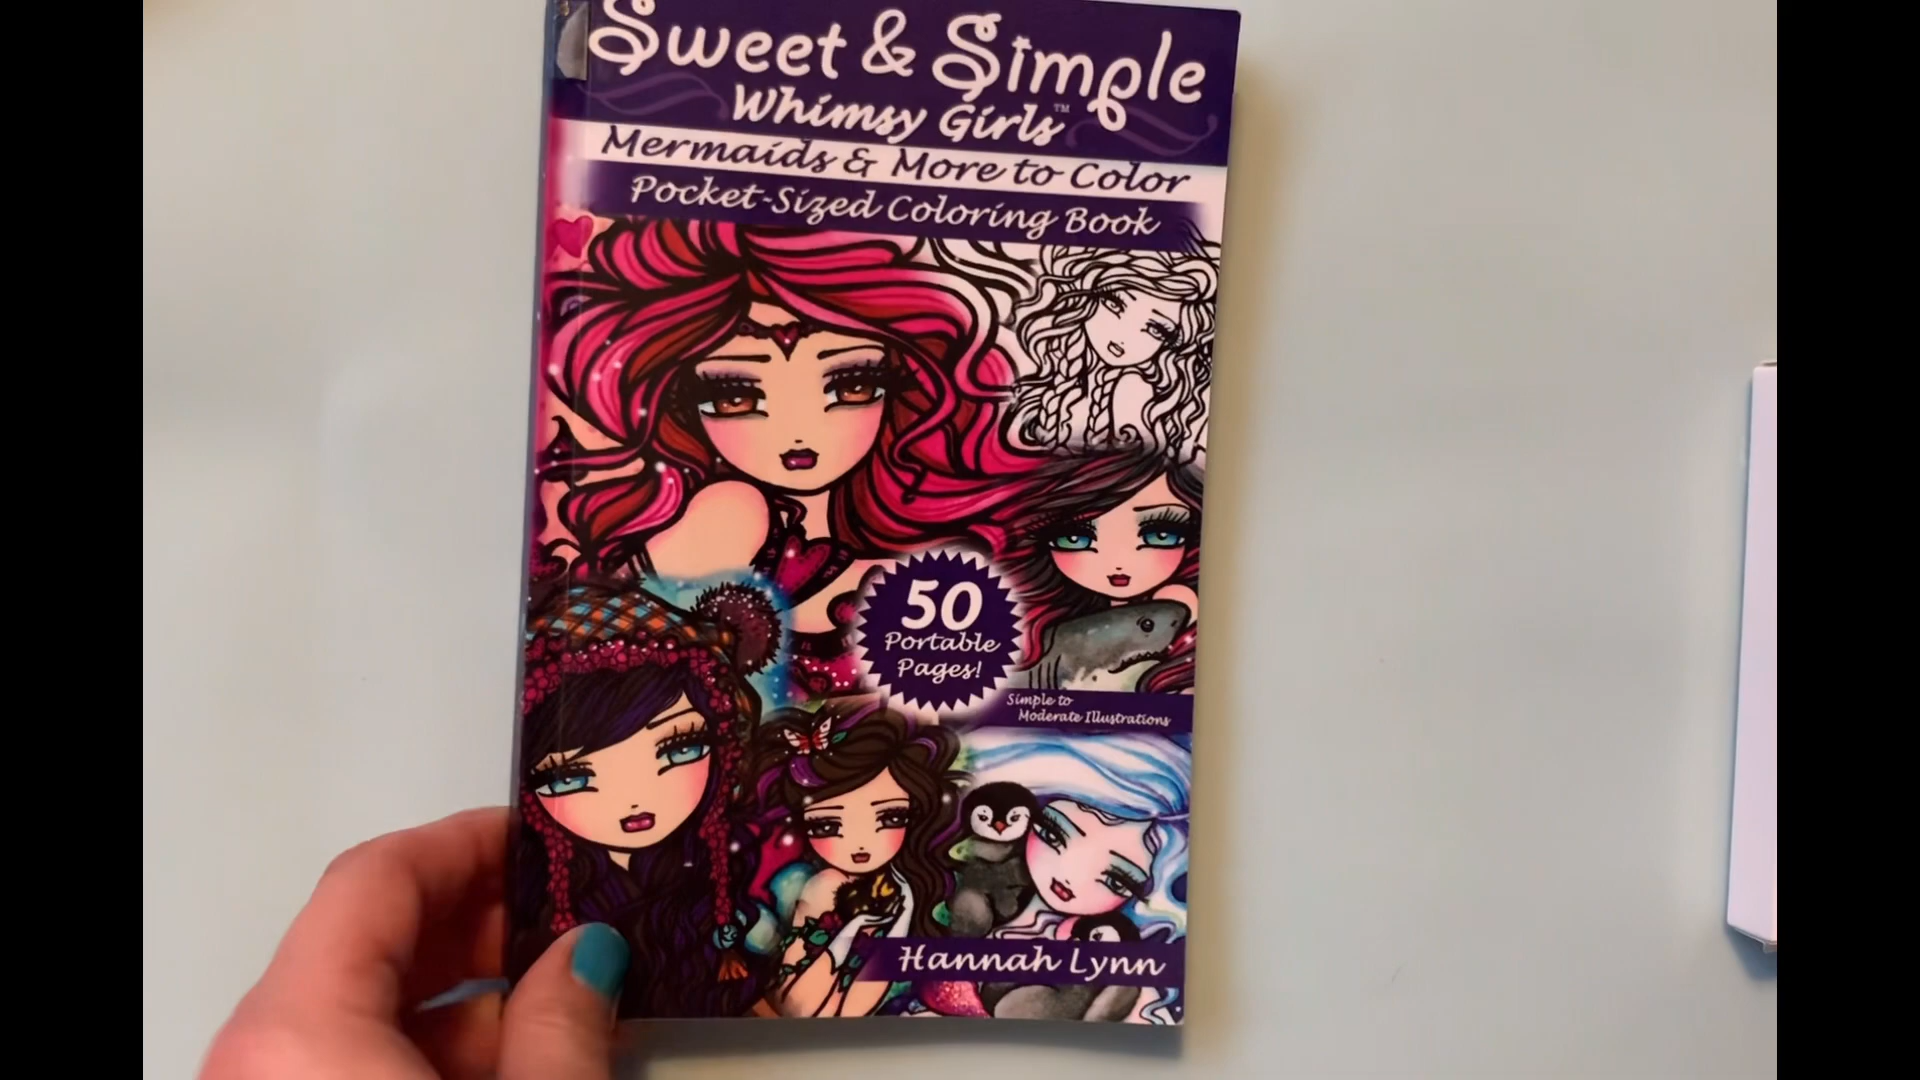 Sweet & Simple
Whimsy Girls™
Mermaids & More to Color
Pocket-Sized Coloring Book
50
Portable
Pages!
Simple to
Moderate Illustrations
Hannah Lynn